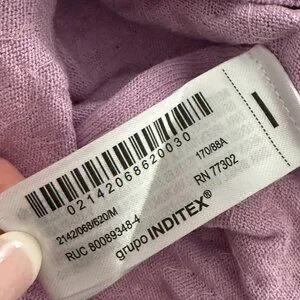 02142068620030
2142/068/620/M
170/88A
RUC 80089348-4
RN 77302
grupo INDITEX®